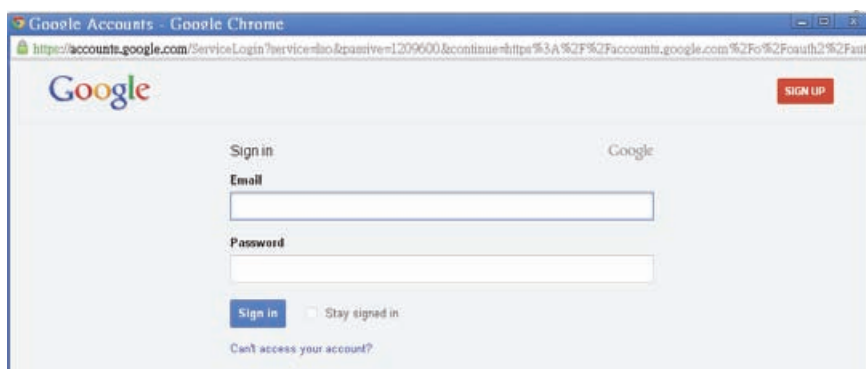 Google Accounts - Google Chrome
https://accounts.google.com/ServiceLogin?service=lso&passive=1209600&continue=https%3A%2F%2Faccounts.google.com%2Fo%2Foauth2%2Faut
Google
SIGN UP
Sign in
Google
Email
Password
Sign in
Stay signed in
Can't access your account?